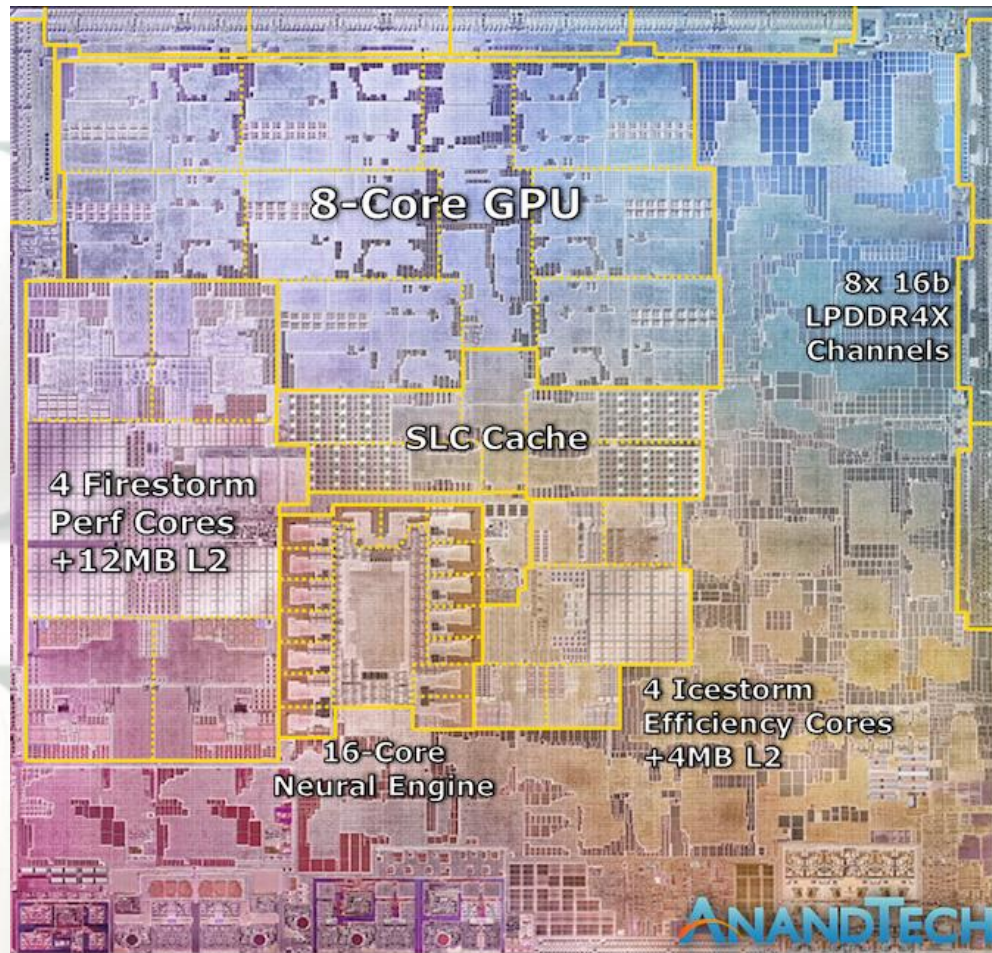 8-Core GPU
8x 16b
LPDDR4X
Channels
SLC Cache
4 Firestorm
Perf Cores
+12MB L2
4 Icestorm
Efficiency Cores
+4MB L2
16-Core
Neural Engine
ANANDTECH